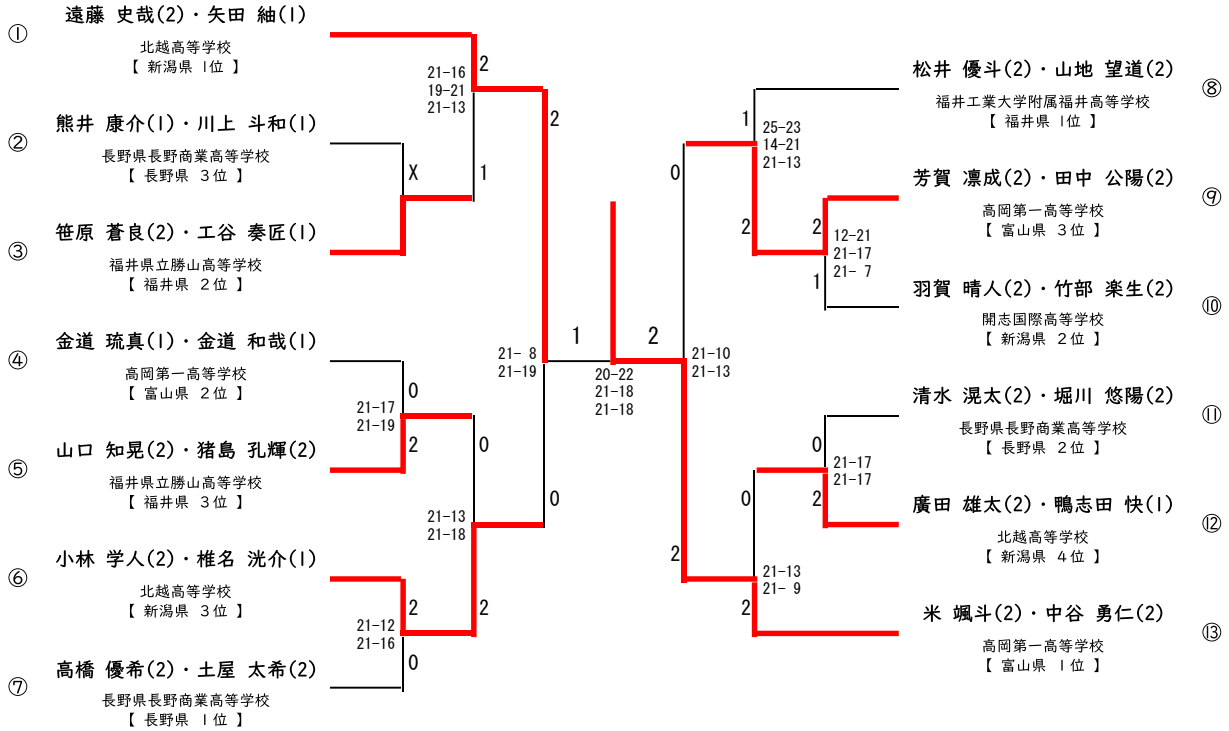 ① 遠藤 史哉(2)・矢田 紬(1)
北越高等学校
【 新潟県 1位 】
② 熊井 康介(1)・川上 斗和(1)
長野県長野商業高等学校
【 長野県 3位 】
③ 笹原 蒼良(2)・工谷 奏匠(1)
福井県立勝山高等学校
【 福井県 2位 】
④ 金道 琉真(1)・金道 和哉(1)
高岡第一高等学校
【 富山県 2位 】
⑤ 山口 知晃(2)・猪島 孔輝(2)
福井県立勝山高等学校
【 福井県 3位 】
⑥ 小林 学人(2)・椎名 洸介(1)
北越高等学校
【 新潟県 3位 】
⑦ 高橋 優希(2)・土屋 太希(2)
長野県長野商業高等学校
【 長野県 1位 】
X
21-17
21-19
0
2
21-12
21-16
2
0
21-16
19-21
21-13
2
1
21-13
21-18
0
2
21- 8
21-19
2
0
1
2
20-22
21-18
21-18
21-10
21-13
0
2
25-23
14-21
21-13
1
2
21-13
21- 9
0
2
12-21
21-17
21- 7
2
1
21-17
21-17
0
2
松井 優斗(2)・山地 望道(2) ⑧
福井工業大学附属福井高等学校
【 福井県 1位 】
芳賀 凛成(2)・田中 公陽(2) ⑨
高岡第一高等学校
【 富山県 3位 】
羽賀 晴人(2)・竹部 楽生(2) ⑩
開志国際高等学校
【 新潟県 2位 】
清水 滉太(2)・堀川 悠陽(2) ⑪
長野県長野商業高等学校
【 長野県 2位 】
廣田 雄太(2)・鴨志田 快(1) ⑫
北越高等学校
【 新潟県 4位 】
米 颯斗(2)・中谷 勇仁(2) ⑬
高岡第一高等学校
【 富山県 1位 】